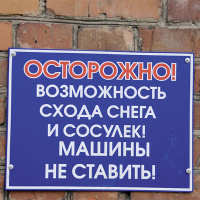 ОСТОРОЖНО!
ВОЗМОЖНОСТЬ
СХОДА СНЕГА
И СОСУЛЕК!
МАШИНЫ
НЕ СТАВИТЬ!